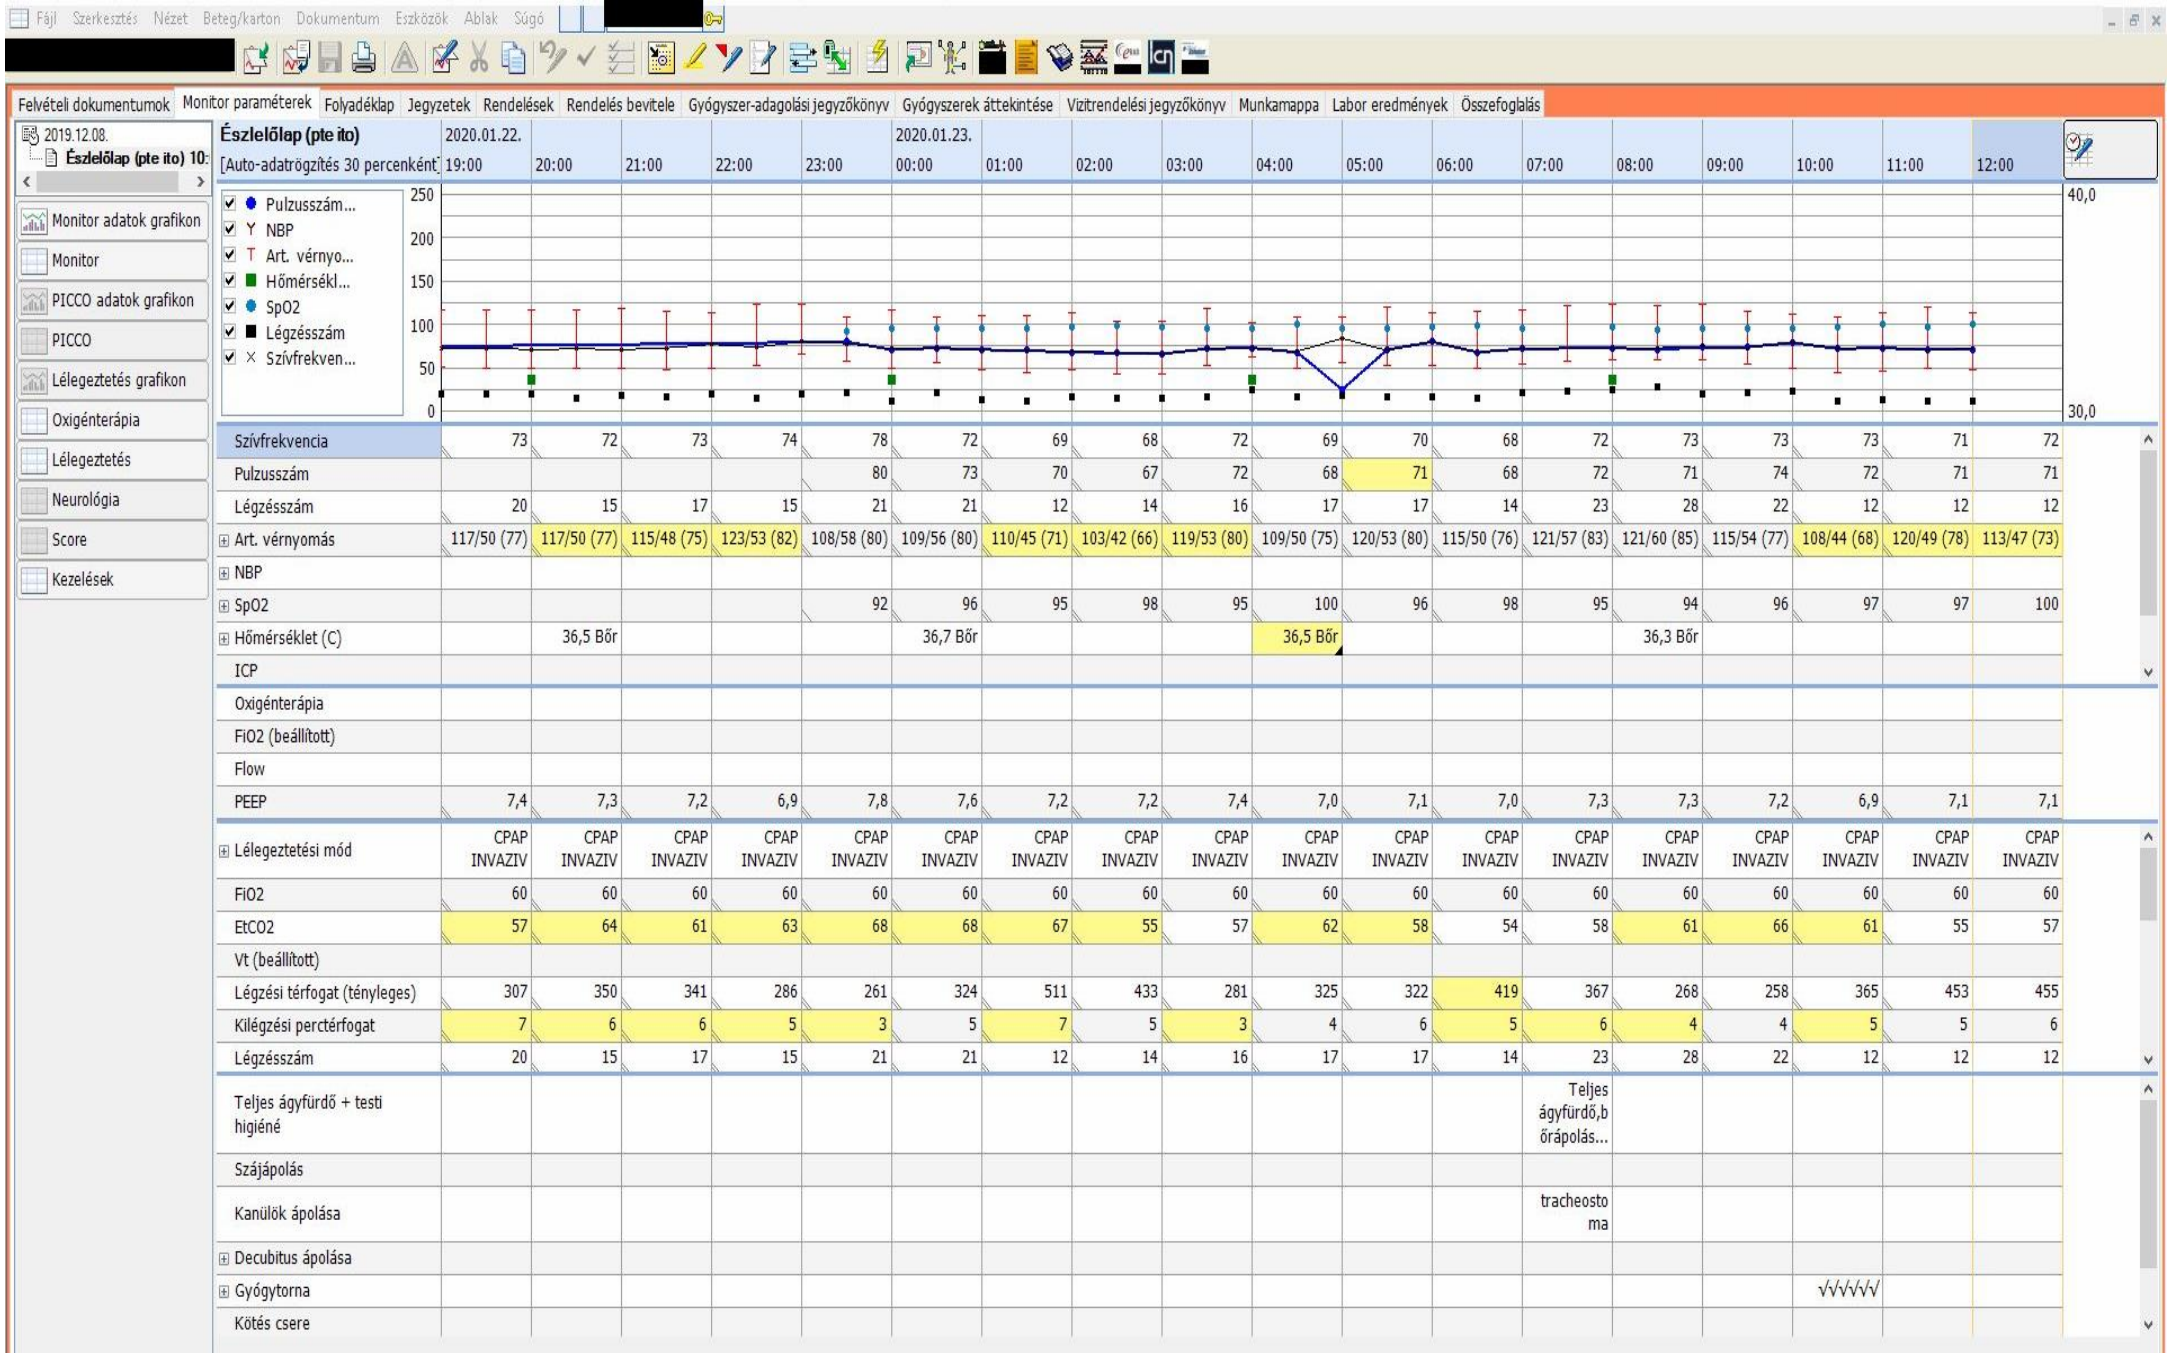 Fájl Szerkesztés Nézet Beteg/karton Dokumentum Eszközök Ablak Súgó
Felvételi dokumentumok Monitor paraméterek Folyadéklap Jegyzetek Rendelések Rendelés bevitele Gyógyszer-adagolási jegyzőkönyv Gyógyszerek áttekintése Vizitrendelési jegyzőkönyv Munkamappa Labor eredmények Összefoglalás
2019.12.08.
Észlelőlap (pte ito) 10:
Monitor adatok grafikon
Monitor
PICCO adatok grafikon
PICCO
Lélegeztetés grafikon
Oxigénterápia
Lélegeztetés
Neurológia
Score
Kezelések
Észlelőlap (pte ito) 2020.01.22. 2020.01.23.
[Auto-adatrögzítés 30 percenként] 19:00 20:00 21:00 22:00 23:00 00:00 01:00 02:00 03:00 04:00 05:00 06:00 07:00 08:00 09:00 10:00 11:00 12:00
Pulzusszám...
NBP
Art. vérnyo...
Hőmérsékl...
SpO2
Légzésszám
Szívfrekven...
250
200
150
100
50
0
40,0
30,0
Szívfrekvencia 73 72 73 74 78 72 69 68 72 69 70 68 72 73 73 73 71 72
Pulzusszám 80 73 70 67 72 68 71 68 72 71 74 72 71 71
Légzésszám 20 15 17 15 21 21 12 14 16 17 17 14 23 28 22 12 12 12
Art. vérnyomás 117/50 (77) 117/50 (77) 115/48 (75) 123/53 (82) 108/58 (80) 109/56 (80) 110/45 (71) 103/42 (66) 119/53 (80) 109/50 (75) 120/53 (80) 115/50 (76) 121/57 (83) 121/60 (85) 115/54 (77) 108/44 (68) 120/49 (78) 113/47 (73)
NBP
SpO2 92 96 95 98 95 100 96 98 95 94 96 97 97 100
Hőmérséklet (C) 36,5 Bőr 36,7 Bőr 36,5 Bőr 36,3 Bőr
ICP
Oxigénterápia
FiO2 (beállított)
Flow
PEEP 7,4 7,3 7,2 6,9 7,8 7,6 7,2 7,2 7,4 7,0 7,1 7,0 7,3 7,3 7,2 6,9 7,1 7,1
CPAP CPAP CPAP CPAP CPAP CPAP CPAP CPAP CPAP CPAP CPAP CPAP CPAP CPAP CPAP CPAP CPAP CPAP
Lélegeztetési mód
INVAZIV INVAZIV INVAZIV INVAZIV INVAZIV INVAZIV INVAZIV INVAZIV INVAZIV INVAZIV INVAZIV INVAZIV INVAZIV INVAZIV INVAZIV INVAZIV INVAZIV INVAZIV
FiO2 60 60 60 60 60 60 60 60 60 60 60 60 60 60 60 60 60 60
EtCO2 57 64 61 63 68 68 67 55 57 62 58 54 58 61 66 61 55 57
Vt (beállított)
Légzési térfogat (tényleges) 307 350 341 286 261 324 511 433 281 325 322 419 367 268 258 365 453 455
Kilégzési perctérfogat 7 6 6 5 3 5 7 5 3 4 6 5 6 4 4 5 5 6
Légzésszám 20 15 17 15 21 21 12 14 16 17 17 14 23 28 22 12 12 12
Teljes ágyfürdő + testi
higiéné
Teljes
ágyfürdő,b
őrápolás...
Szájápolás
Kanülök ápolása
tracheosto
ma
Decubitus ápolása
Gyógytorna √√√√√√
Kötés csere